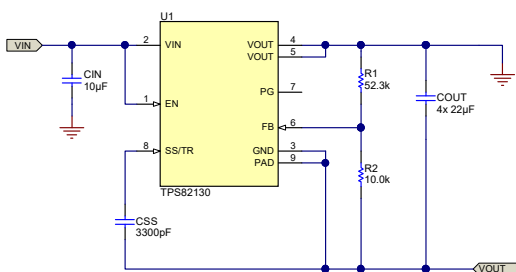 U1
VIN
2
VIN
VOUT
4
VOUT
5
CIN
10µF
R1
52.3k
PG
7
COUT
4x 22µF
1
EN
FB
6
8
SS/TR
GND
3
PAD
9
R2
10.0k
TPS82130
CSS
3300pF
VOUT